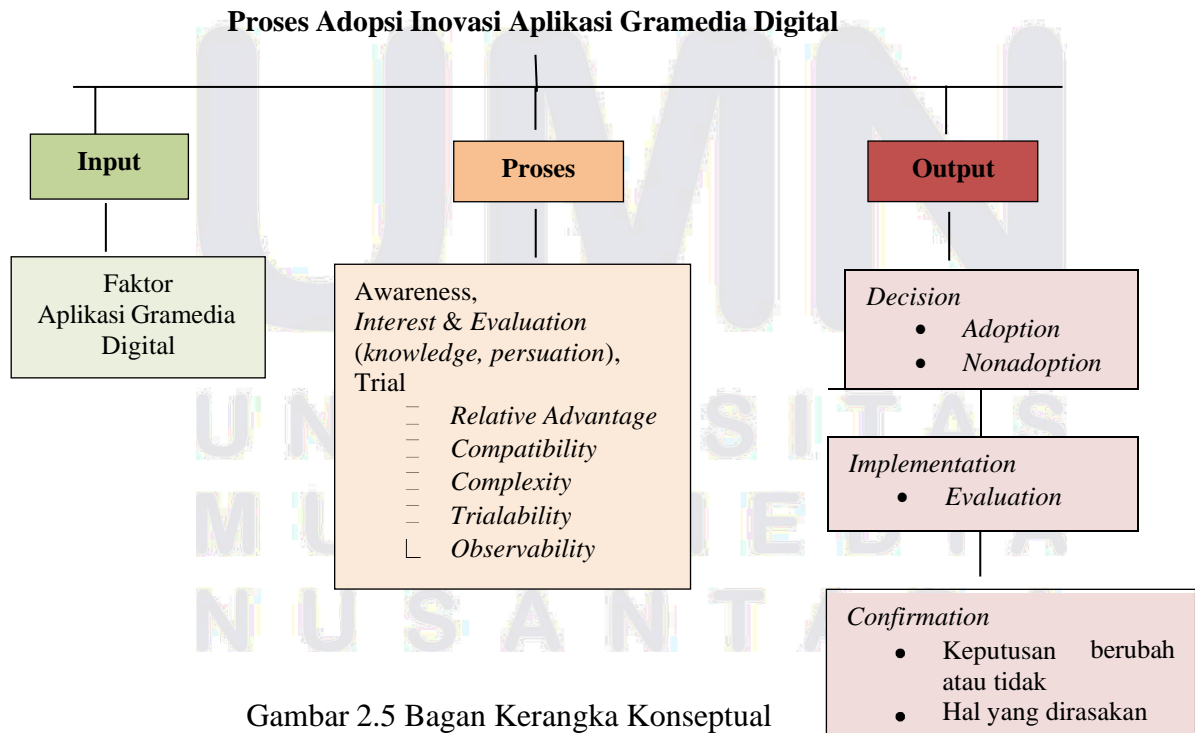 Proses Adopsi Inovasi Aplikasi Gramedia Digital
Input
Proses
Output
Faktor
Aplikasi Gramedia
Digital
Awareness,
Interest & Evaluation
(knowledge, persuation),
Trial
Relative Advantage
Compatibility
Complexity
Trialability
Observability
Decision
• Adoption
• Nonadoption
Implementation
• Evaluation
Confirmation
• Keputusan berubah
atau tidak
• Hal yang dirasakan
Gambar 2.5 Bagan Kerangka Konseptual
UMN
NUSANTARA